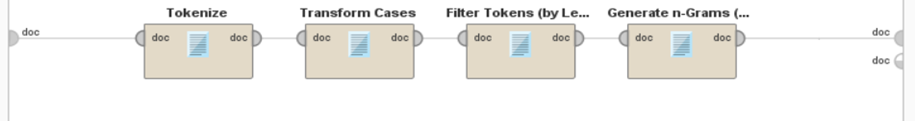 Tokenize Transform Cases Filter Tokens (by Le... Generate n-Grams (...
doc doc doc doc doc doc doc doc doc doc
doc